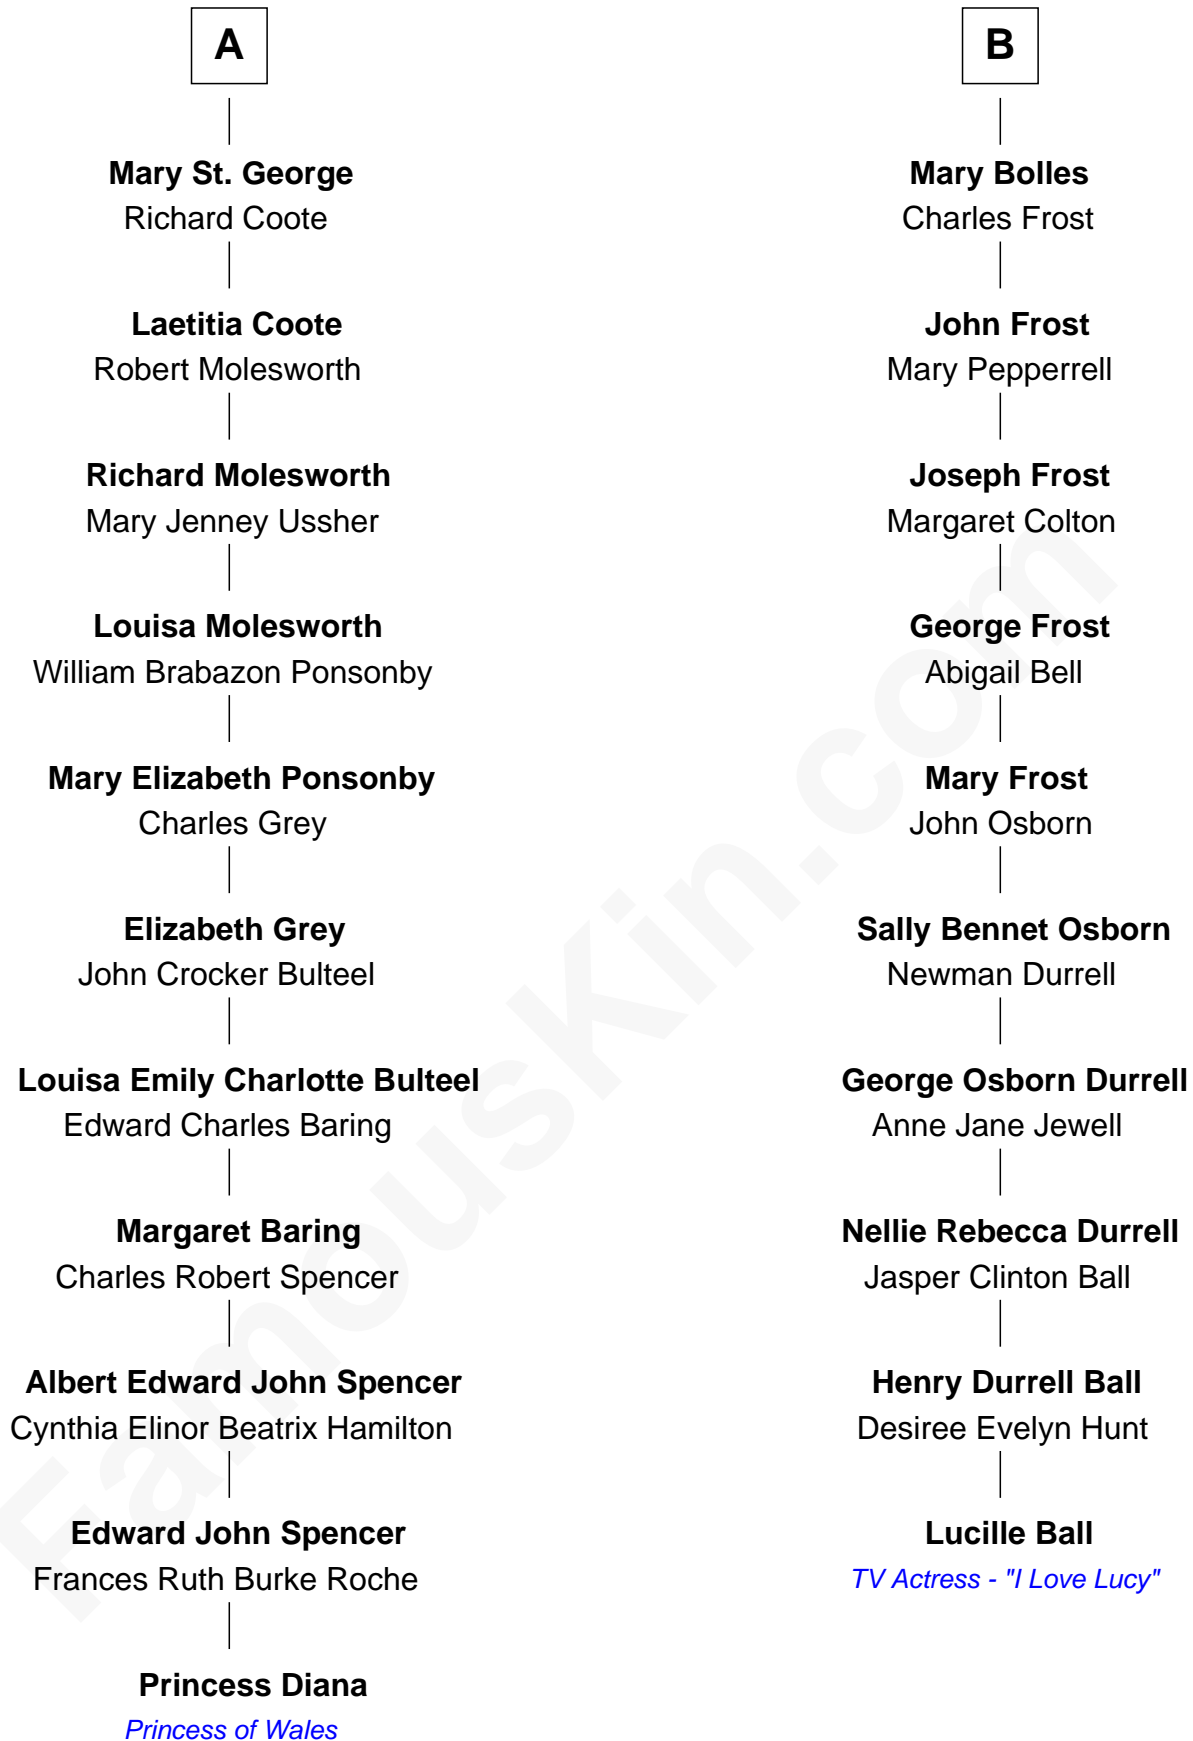 A
Mary St. George
Richard Coote
Laetitia Coote
Robert Molesworth
Richard Molesworth
Mary Jenney Ussher
Louisa Molesworth
William Brabazon Ponsonby
Mary Elizabeth Ponsonby
Charles Grey
Elizabeth Grey
John Crocker Bulteel
Louisa Emily Charlotte Bulteel
Edward Charles Baring
Margaret Baring
Charles Robert Spencer
Albert Edward John Spencer
Cynthia Elinor Beatrix Hamilton
Edward John Spencer
Frances Ruth Burke Roche
Princess Diana
Princess of Wales
B
Mary Bolles
Charles Frost
John Frost
Mary Pepperrell
Joseph Frost
Margaret Colton
George Frost
Abigail Bell
Mary Frost
John Osborn
Sally Bennet Osborn
Newman Durrell
George Osborn Durrell
Anne Jane Jewell
Nellie Rebecca Durrell
Jasper Clinton Ball
Henry Durrell Ball
Desiree Evelyn Hunt
Lucille Ball
TV Actress - "I Love Lucy"
FamousKin.com